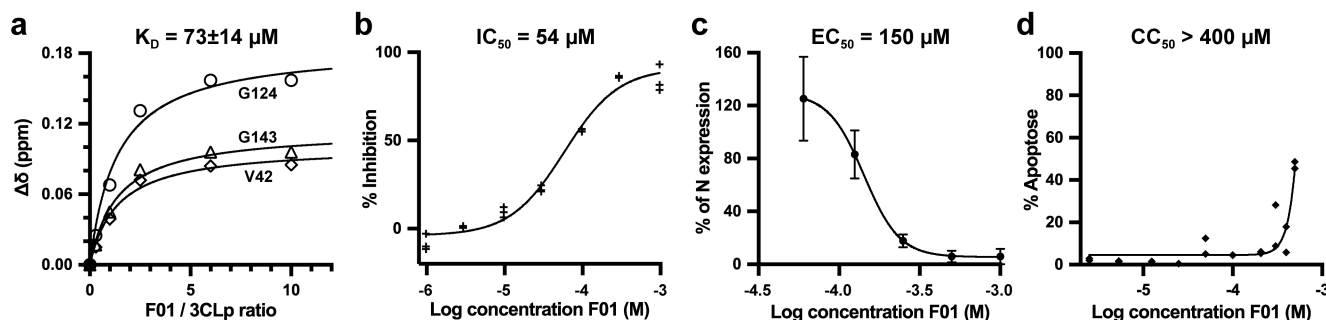 a
K_D = 73±14 µM
Δδ (ppm)
0.18
0.12
0.06
0.00
G124
G143
V42
0 5 10
F01 / 3CLp ratio
b
IC50 = 54 µM
% Inhibition
100
50
0
-6 -5 -4 -3
Log concentration F01 (M)
c
EC50 = 150 µM
% of N expression
160
120
80
40
0
-4.5 -4.0 -3.5 -3.0
Log concentration F01 (M)
d
CC50 > 400 µM
% Apoptose
100
80
60
40
20
0
-5 -4 -3
Log concentration F01 (M)